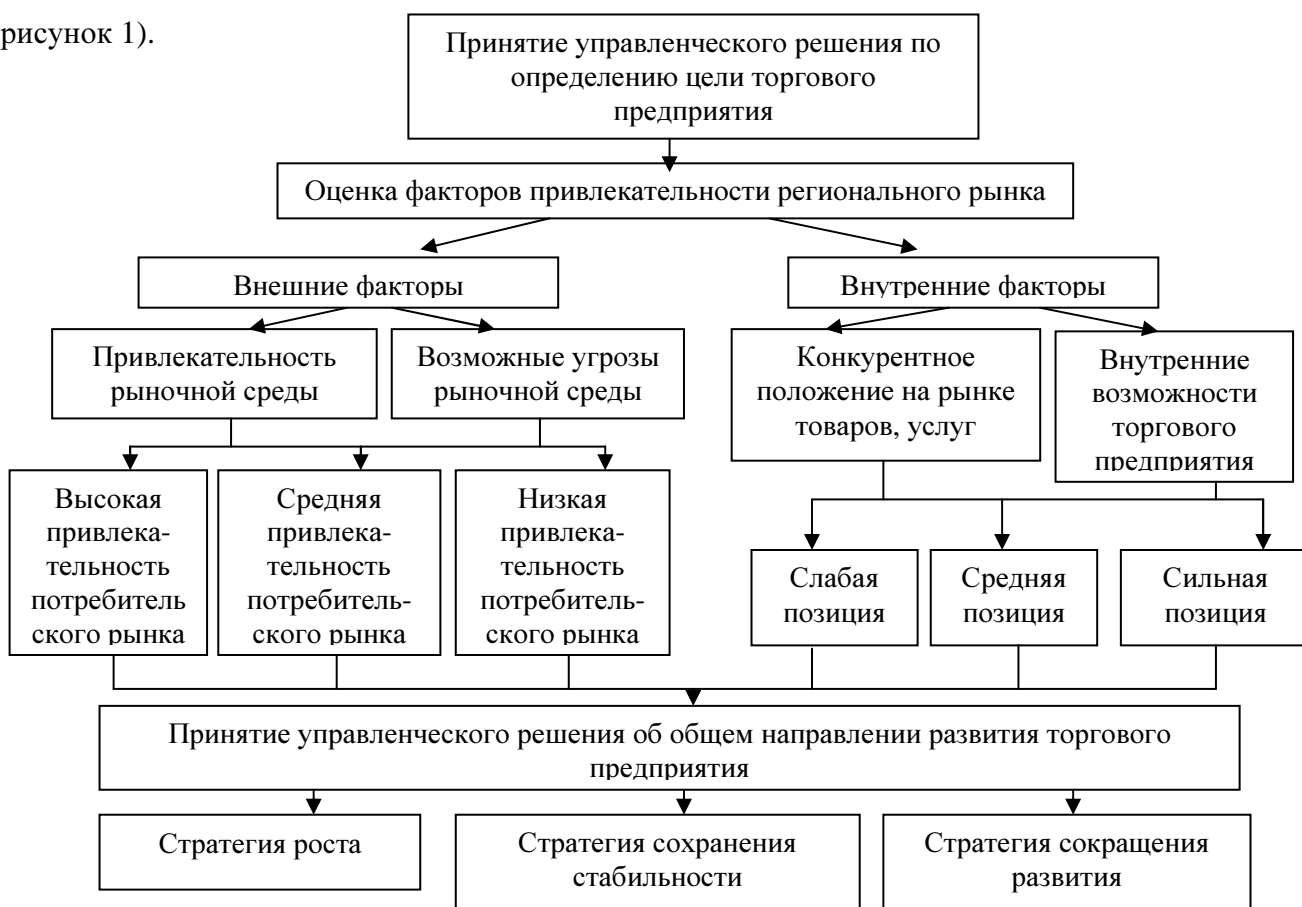 рисунок 1).
Принятие управленческого решения по
определению цели торгового
предприятия
Оценка факторов привлекательности регионального рынка
Внешние факторы
Внутренние факторы
Привлекательность
рыночной среды
Возможные угрозы
рыночной среды
Конкурентное
положение на рынке
товаров, услуг
Внутренние
возможности
торгового
предприятия
Высокая
привлека-
тельность
потребитель
ского рынка
Средняя
привлека-
тельность
потребитель-
ского рынка
Низкая
привлека-
тельность
потребитель-
ского рынка
Слабая
позиция
Средняя
позиция
Сильная
позиция
Принятие управленческого решения об общем направлении развития торгового
предприятия
Стратегия роста
Стратегия сохранения
стабильности
Стратегия сокращения
развития